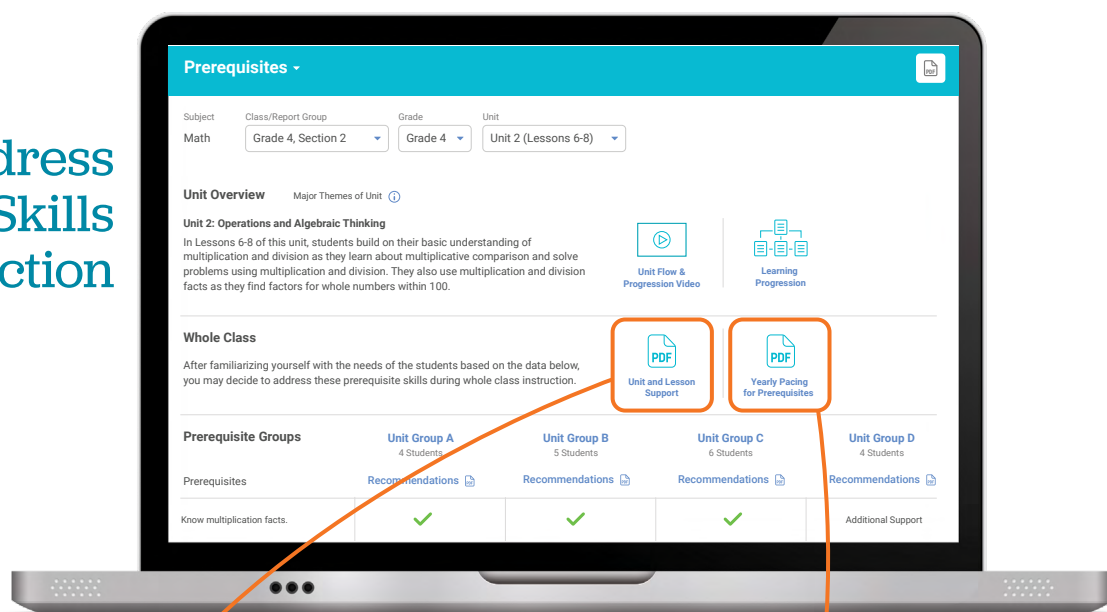 dress
Skills
ction
Prerequisites
PDF
Subject Class/Report Group Grade Unit
Math Grade 4, Section 2 Grade 4 Unit 2 (Lessons 6-8)
Unit Overview Major Themes of Unit
Unit 2: Operations and Algebraic Thinking
In Lessons 6-8 of this unit, students build on their basic understanding of
multiplication and division as they learn about multiplicative comparison and solve
problems using multiplication and division. They also use multiplication and division
facts as they find factors for whole numbers within 100.
Unit Flow &
Progression Video
Learning
Progression
Whole Class
After familiarizing yourself with the needs of the students based on the data below,
you may decide to address these prerequisite skills during whole class instruction.
PDF
Unit and Lesson
Support
PDF
Yearly Pacing
for Prerequisites
Prerequisite Groups Unit Group A Unit Group B Unit Group C Unit Group D
4 Students 5 Students 6 Students 4 Students
Prerequisites Recommendations Recommendations Recommendations Recommendations
Know multiplication facts. Additional Support